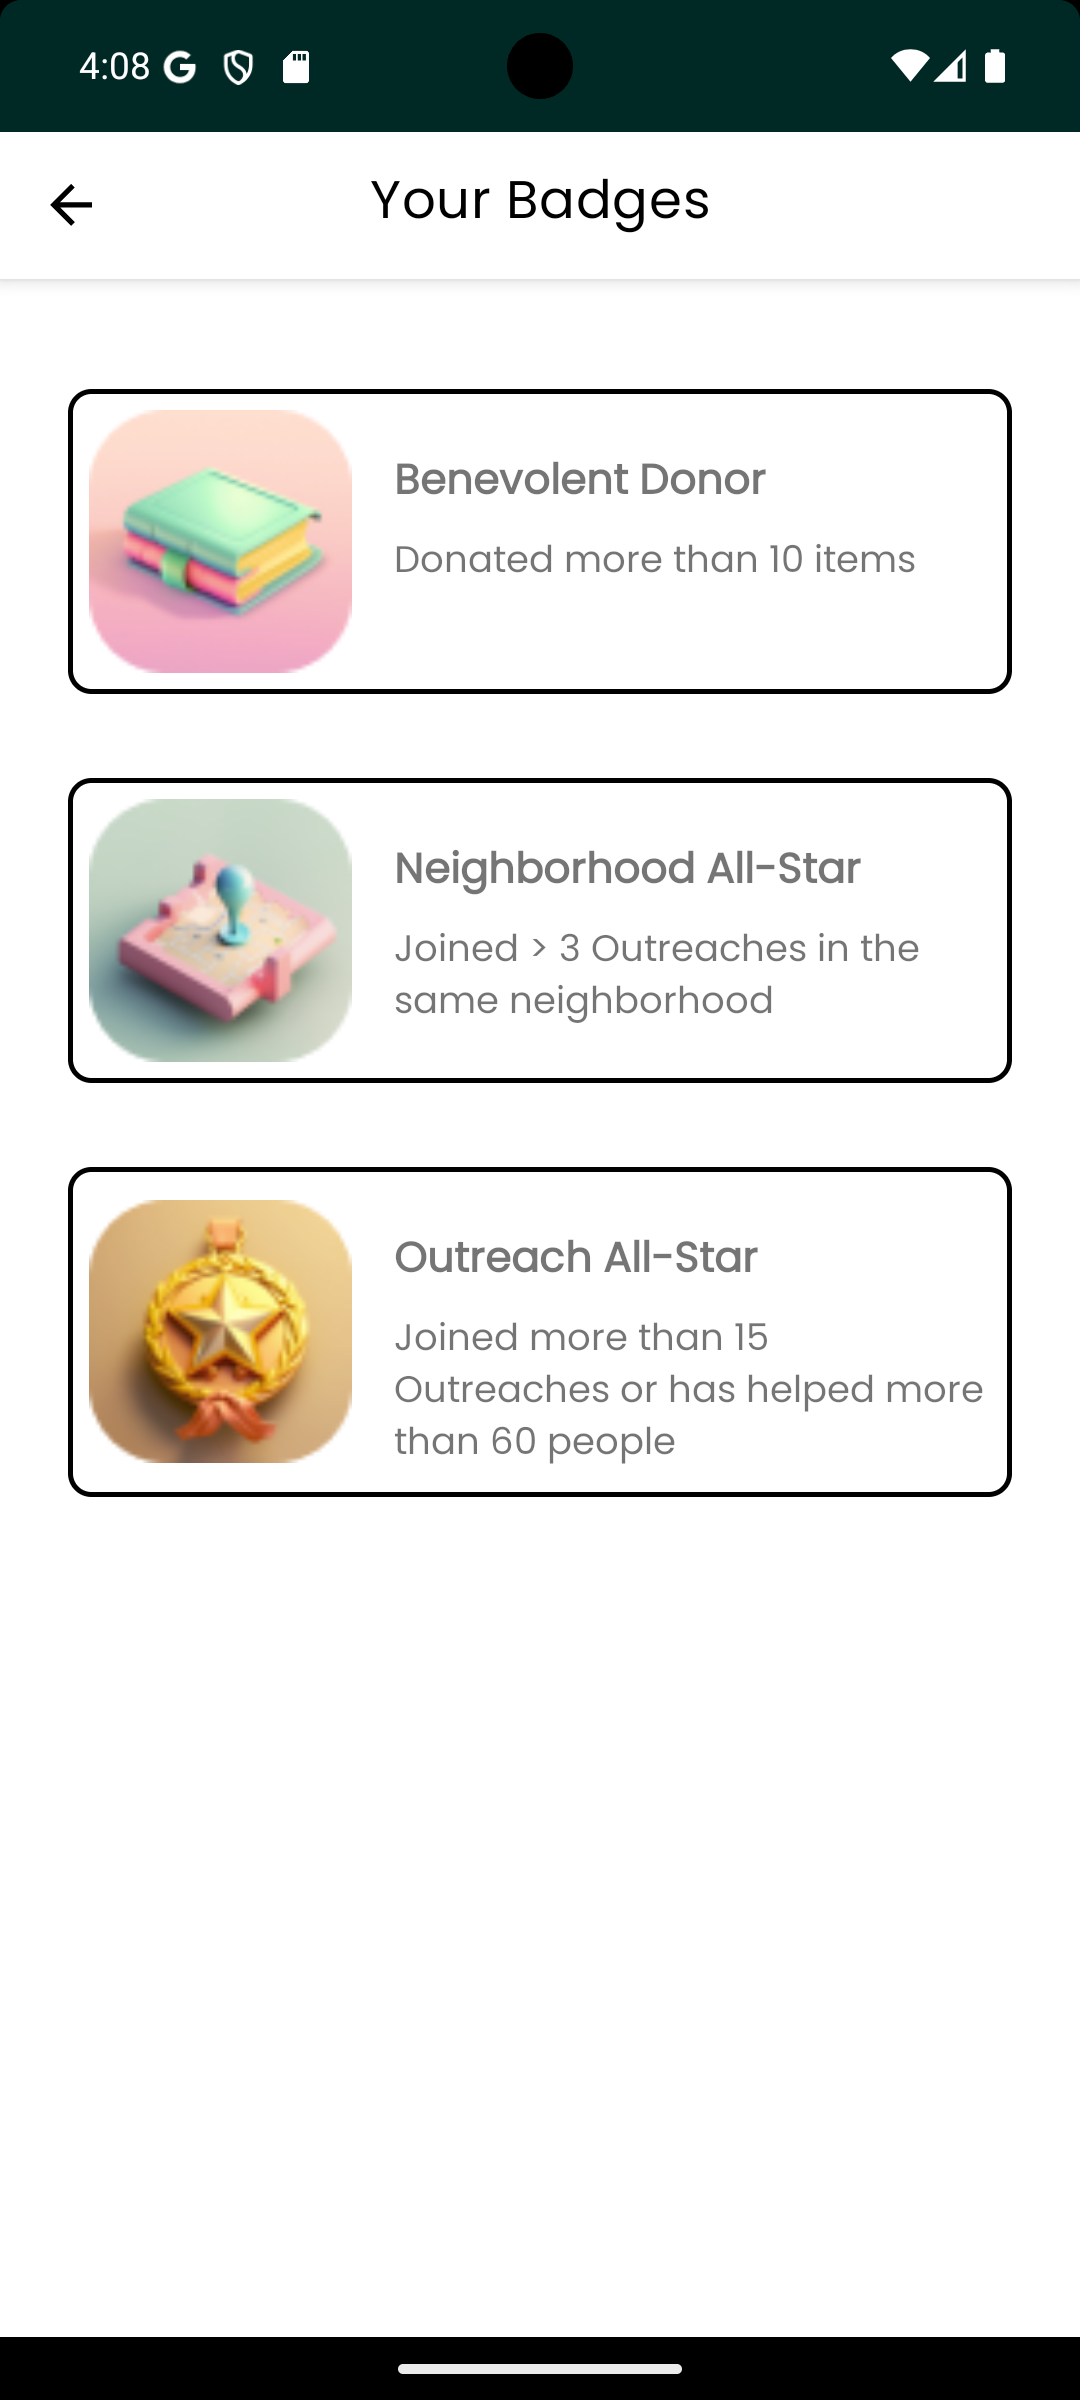 4:08
Your Badges
Benevolent Donor
Donated more than 10 items
Neighborhood All-Star
Joined > 3 Outreaches in the
same neighborhood
Outreach All-Star
Joined more than 15
Outreaches or has helped more
than 60 people